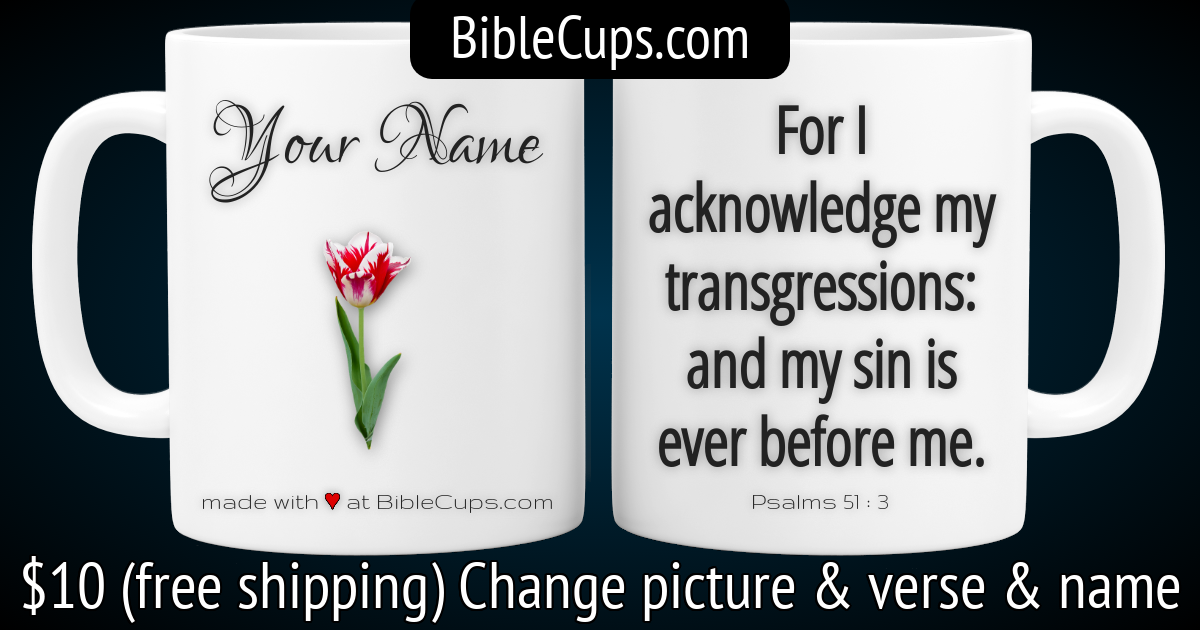 BibleCups.com
Your Name
made with ♥ at BibleCups.com
For I
acknowledge my
transgressions:
and my sin is
ever before me.
Psalms 51 : 3
$10 (free shipping) Change picture & verse & name